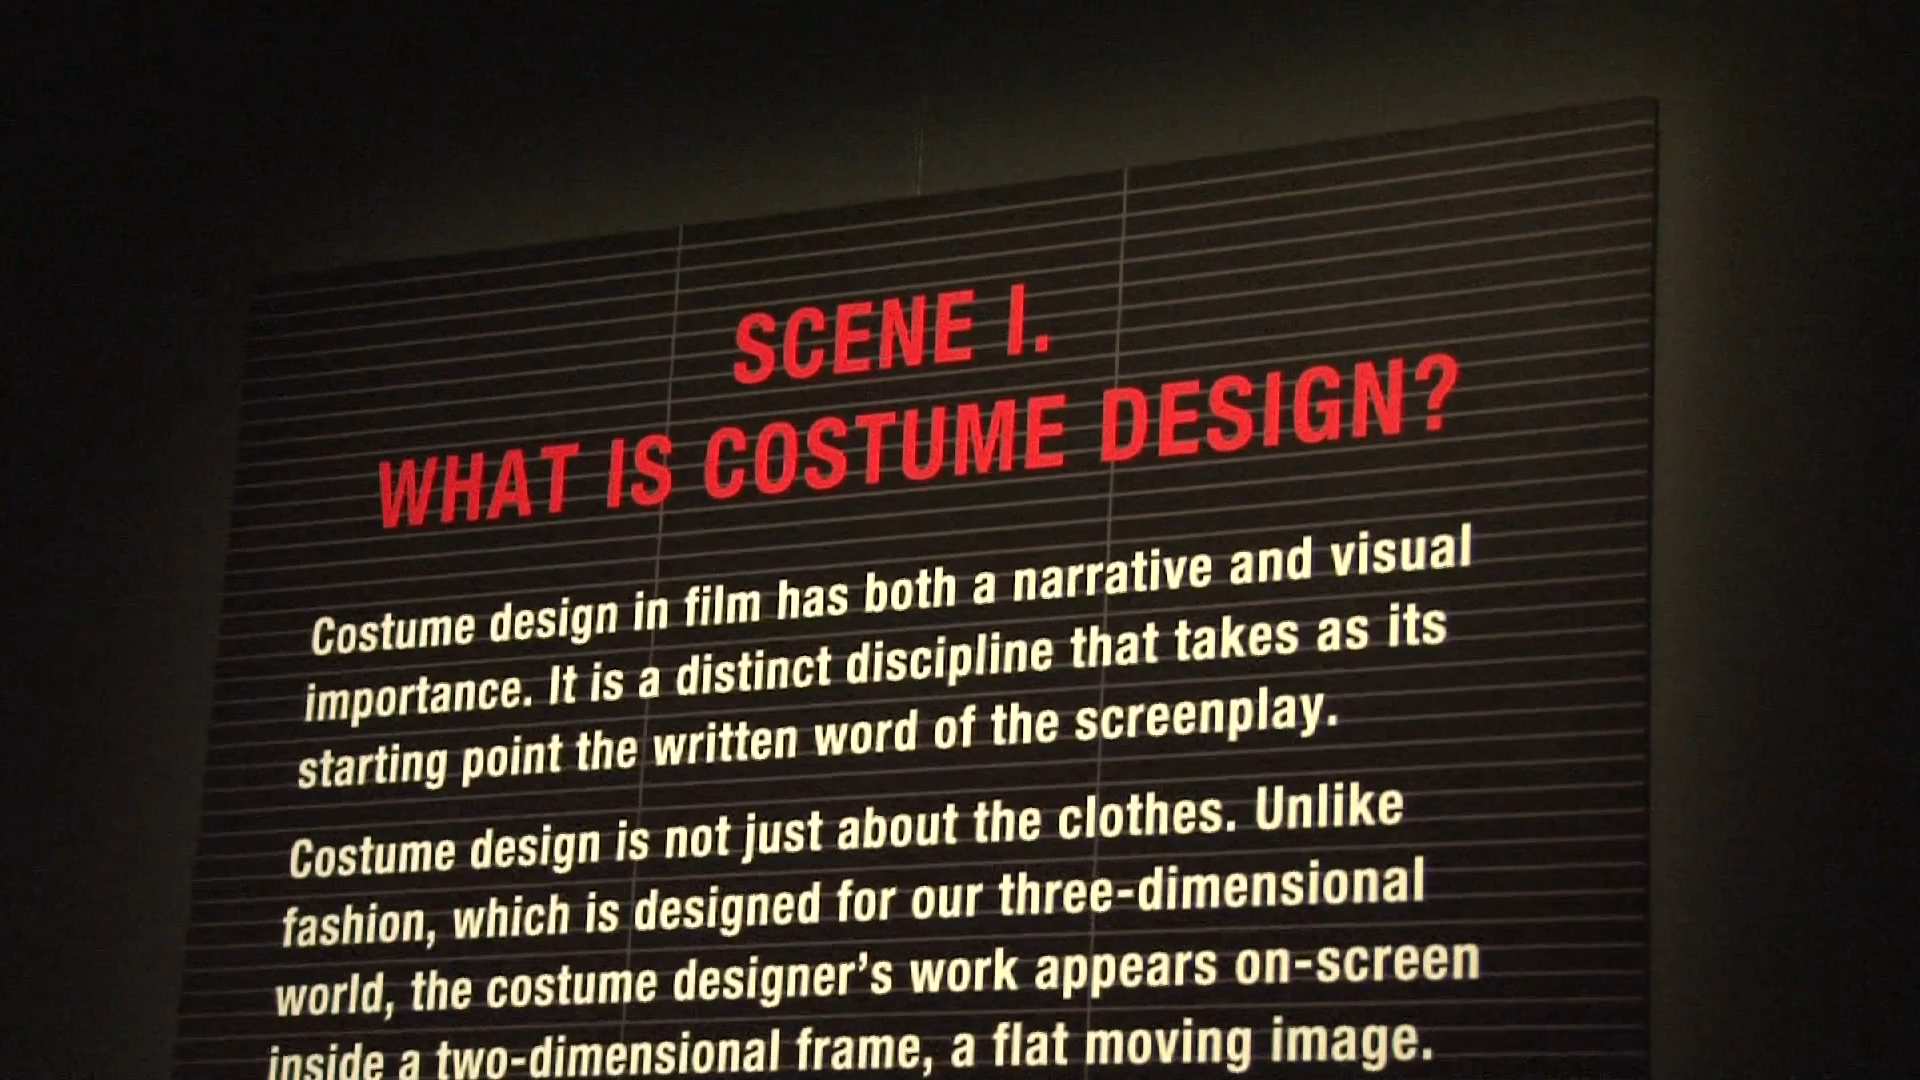 SCENE I.
WHAT IS COSTUME DESIGN?
Costume design in film has both a narrative and visual
importance. It is a distinct discipline that takes as its
starting point the written word of the screenplay.
Costume design is not just about the clothes. Unlike
fashion, which is designed for our three-dimensional
world, the costume designer’s work appears on-screen
inside a two-dimensional frame, a flat moving image.